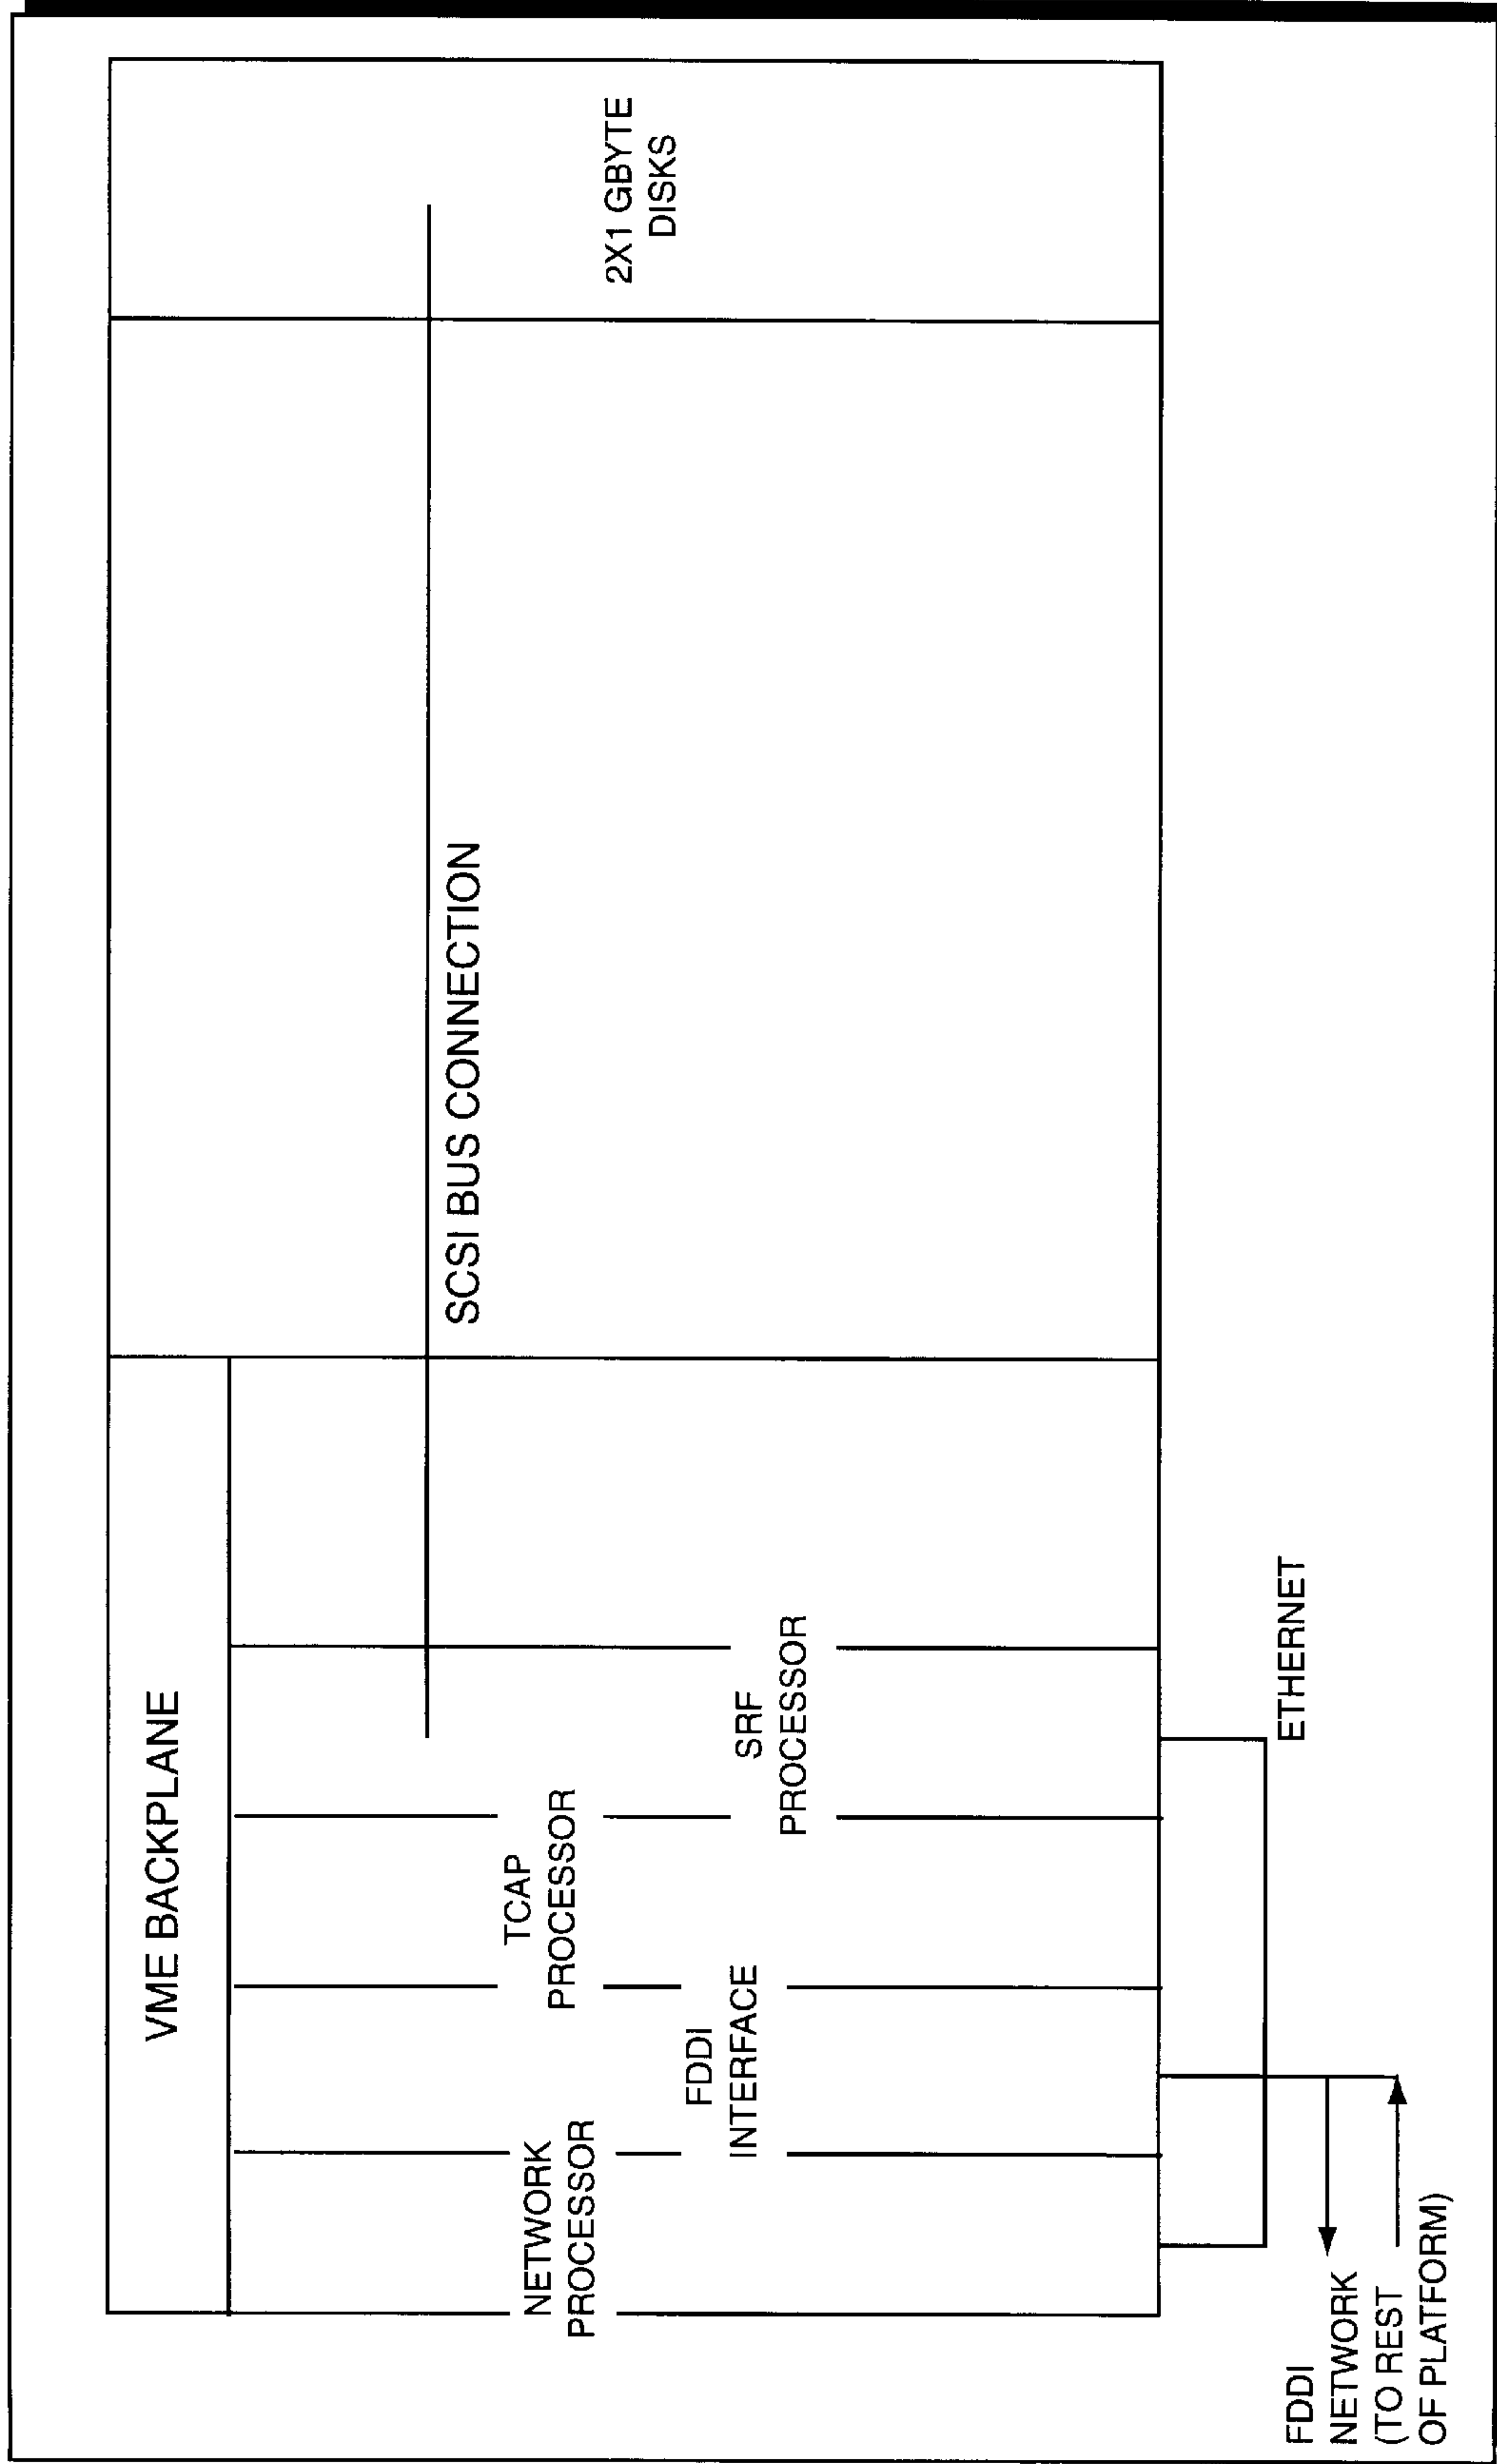 VME BACKPLANE
NETWORK
PROCESSOR
FDDI
INTERFACE
TCAP
PROCESSOR
SRF
PROCESSOR
SCSI BUS CONNECTION
2X1 GBYTE
DISKS
ETHERNET
FDDI
NETWORK
(TO REST
OF PLATFORM)